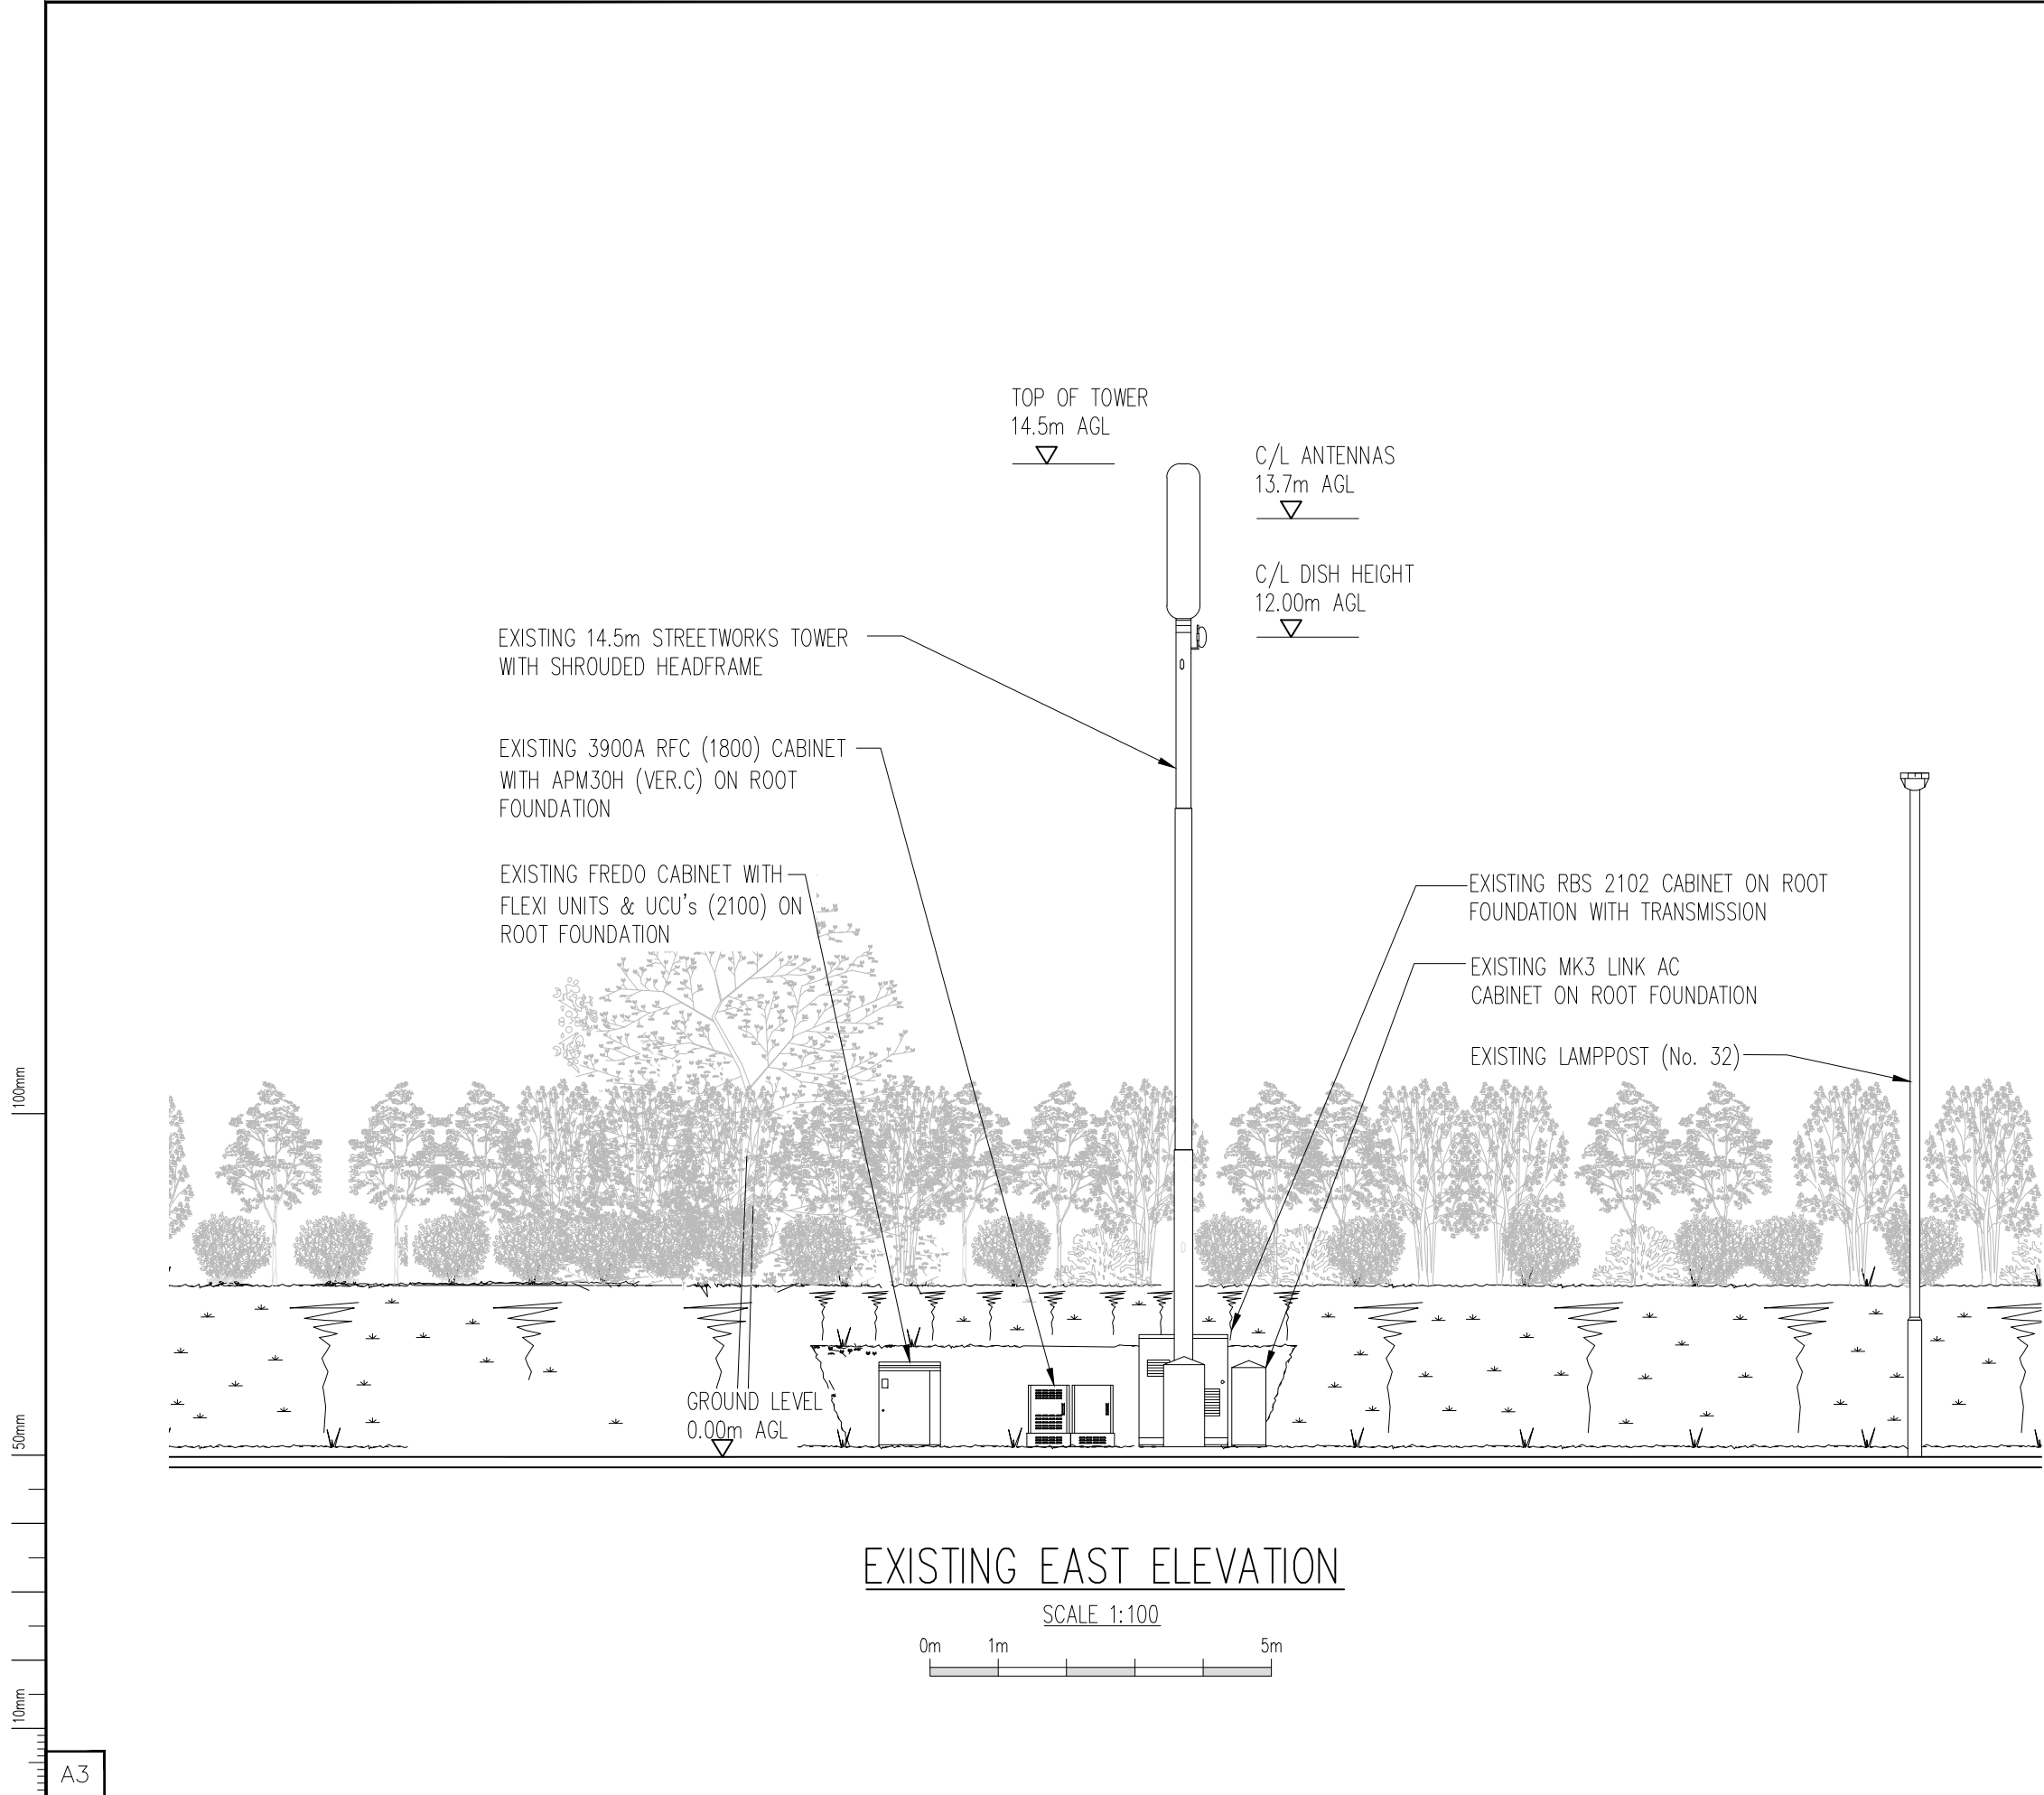 TOP OF TOWER
14.5m AGL
C/L ANTENNAS
13.7m AGL
C/L DISH HEIGHT
12.00m AGL
EXISTING 14.5m STREETWORKS TOWER
WITH SHROUDED HEADFRAME
EXISTING 3900A RFC (1800) CABINET
WITH APM30H (VER.C) ON ROOT
FOUNDATION
EXISTING FREDO CABINET WITH
FLEXI UNITS & UCU's (2100) ON
ROOT FOUNDATION
EXISTING RBS 2102 CABINET ON ROOT
FOUNDATION WITH TRANSMISSION
EXISTING MK3 LINK AC
CABINET ON ROOT FOUNDATION
EXISTING LAMPPOST (No. 32)
GROUND LEVEL
0.00m AGL
100mm
50mm
10mm
EXISTING EAST ELEVATION
SCALE 1:100
0m 1m 5m
A3